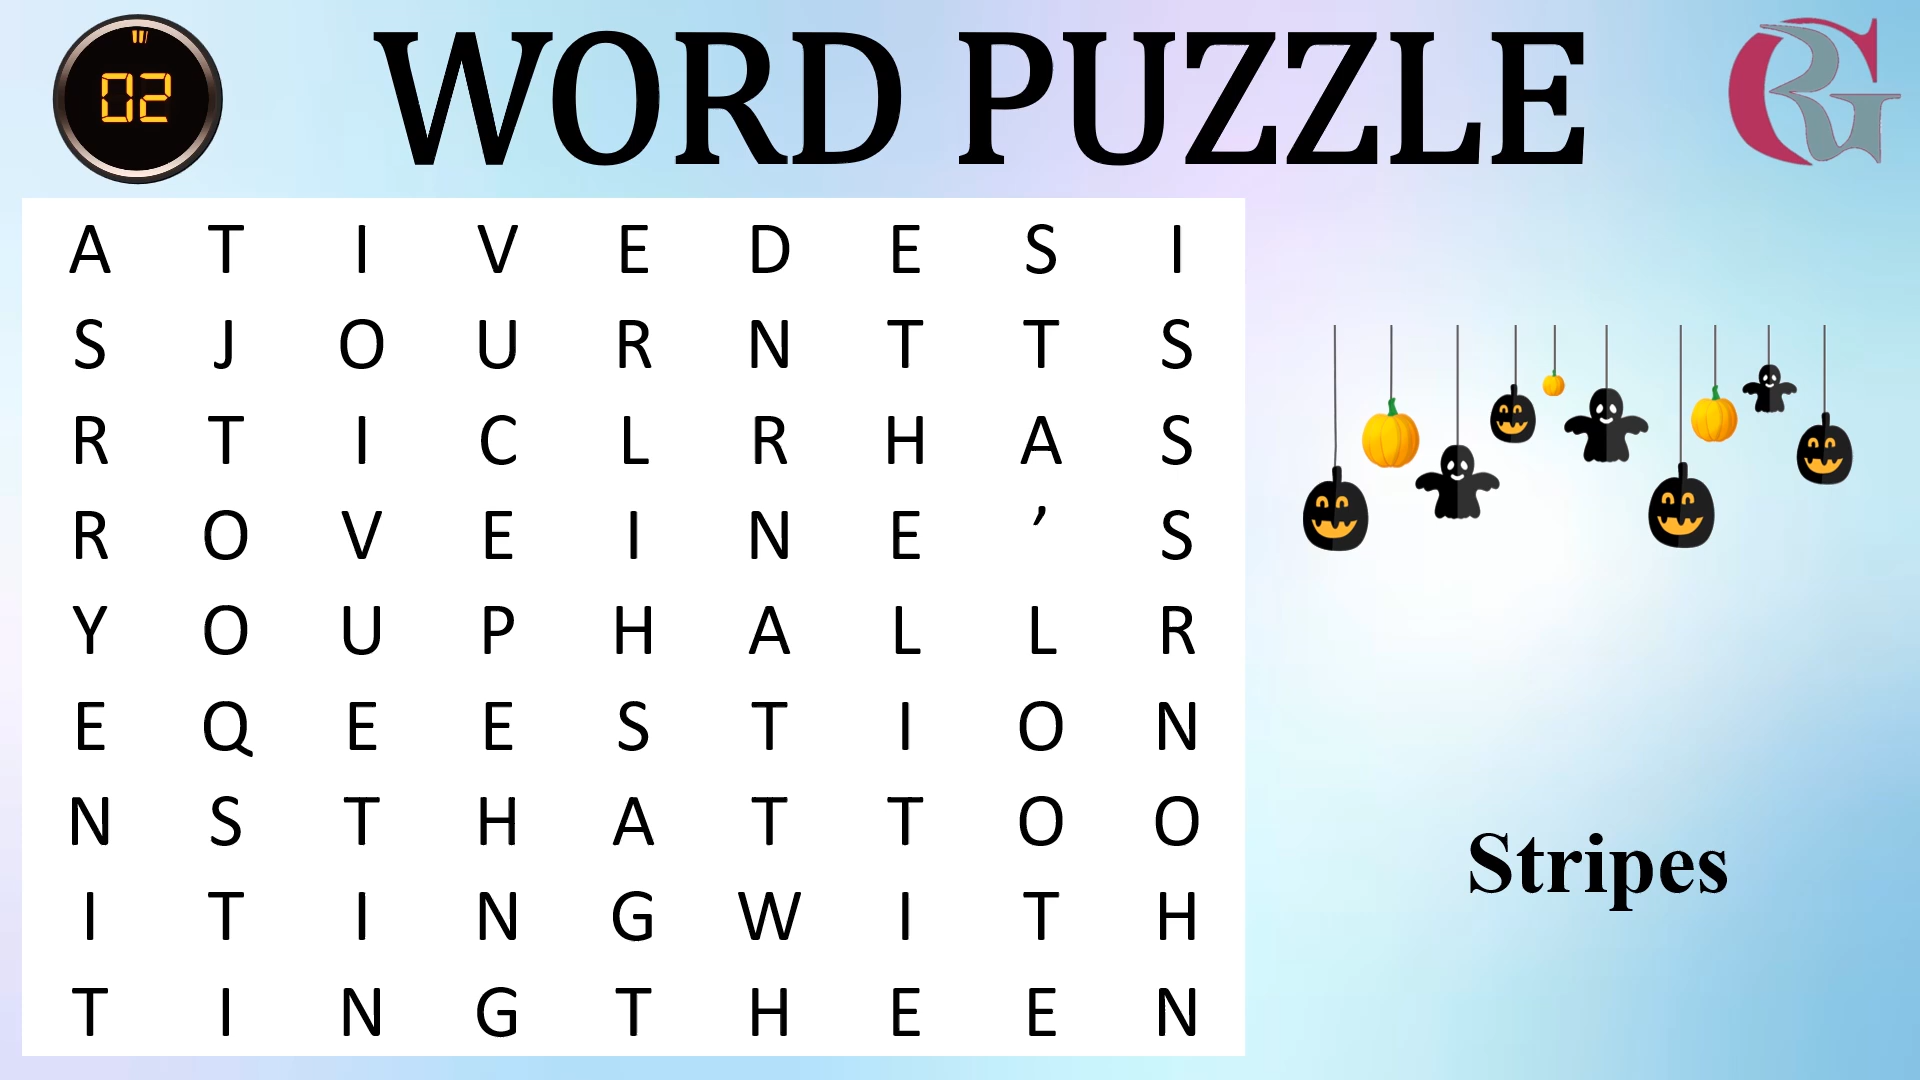 02
WORD PUZZLE
A T I V E D E S I
S J O U R N T T S
R T I C L R H A S
R O V E I N E ’ S
Y O U P H A L L R
E Q E E S T I O N
N S T H A T T O O
I T I N G W I T H
T I N G T H E E N
Stripes